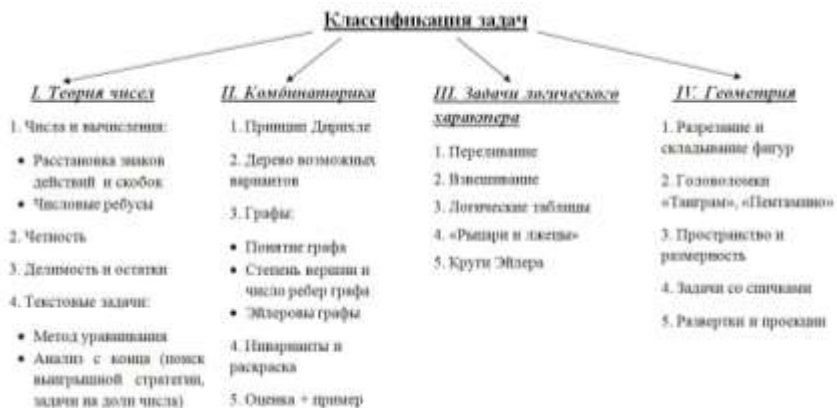 Классификация задач
I. Теория чисел
1. Числа и вычисления:
• Расстановка знаков
действий и скобок
• Числовые ребусы
2. Четность
3. Делимость и остатки
4. Текстовые задачи:
• Метод уравнивания
• Анализ с конца (поиск
выигрышной стратегии,
задачи на доли числа)
II. Комбинаторика
1. Принцип Дирихле
2. Дерево возможных
вариантов
3. Графы:
• Понятие графа
• Степень вершин и
число ребер графа
• Эйлеровы графы
4. Инварианты и
раскраска
5. Оценка + пример
III. Задачи логического
характера
1. Переливание
2. Взвешивание
3. Логические таблицы
4. «Рыцари и лжецы»
5. Круги Эйлера
IV. Геометрия
1. Разрезание и
складывание фигур
2. Головоломки
«Танграм», «Пентамино»
3. Пространство и
размерность
4. Задачи со спичками
5. Развертки и проекции